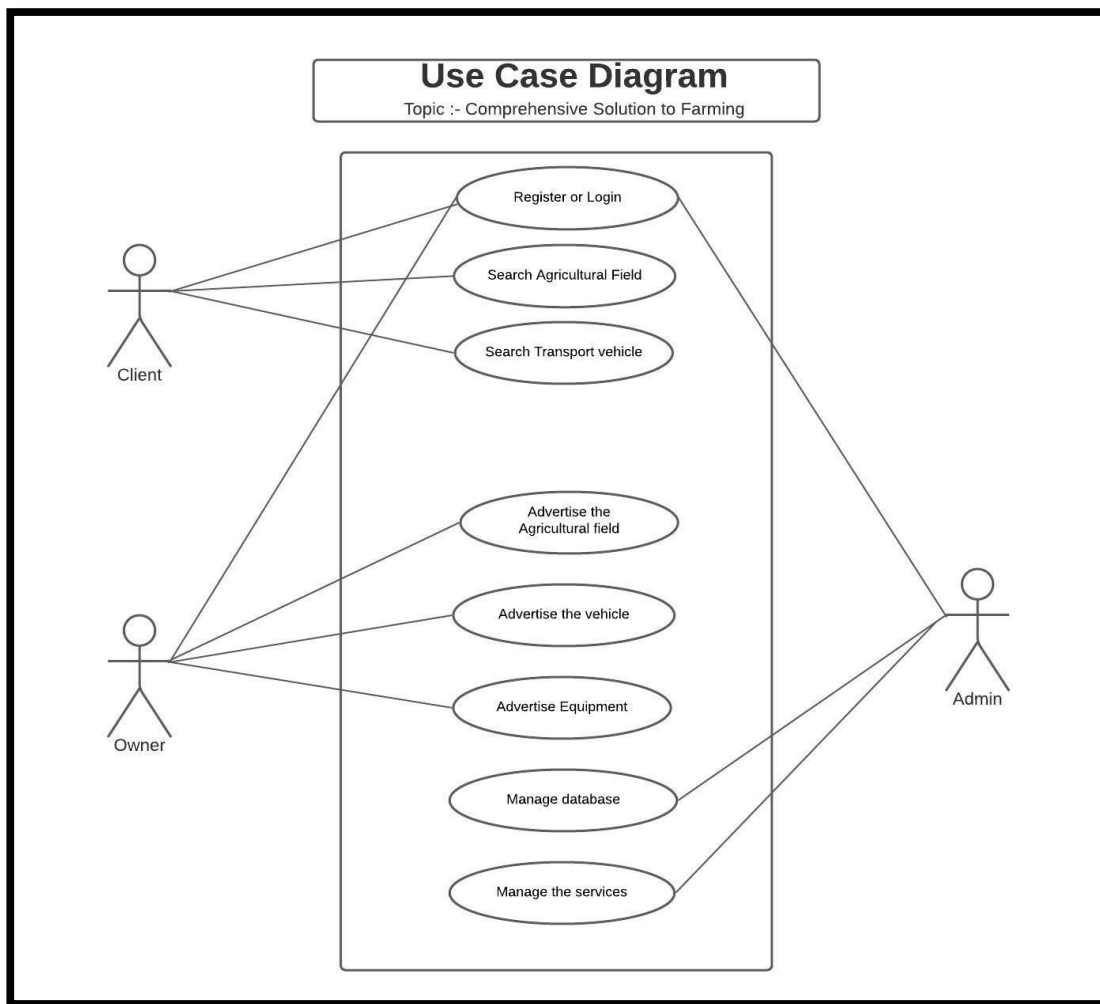 Use Case Diagram
Topic :- Comprehensive Solution to Farming
Register or Login
Search Agricultural Field
Search Transport vehicle
Client
Advertise the
Agricultural field
Advertise the vehicle
Advertise Equipment
Owner
Admin
Manage database
Manage the services